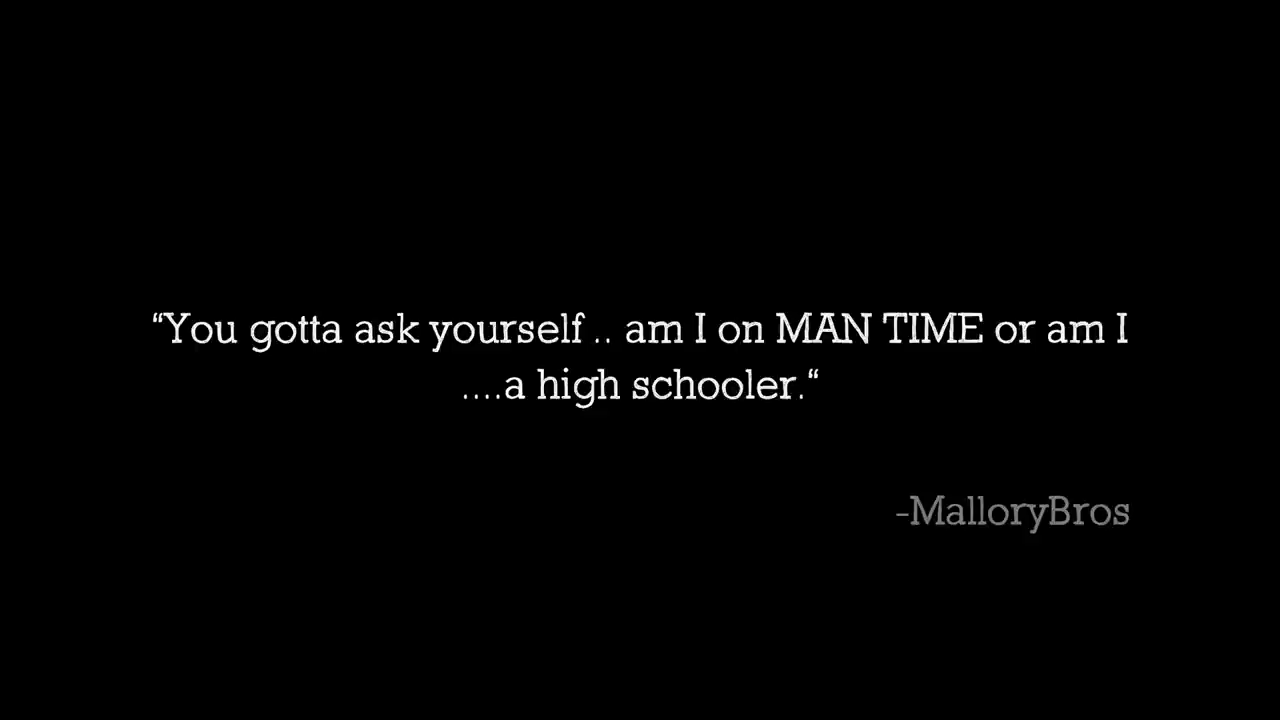 “You gotta ask yourself .. am I on MAN TIME or am I
....a high schooler.“
-MalloryBros